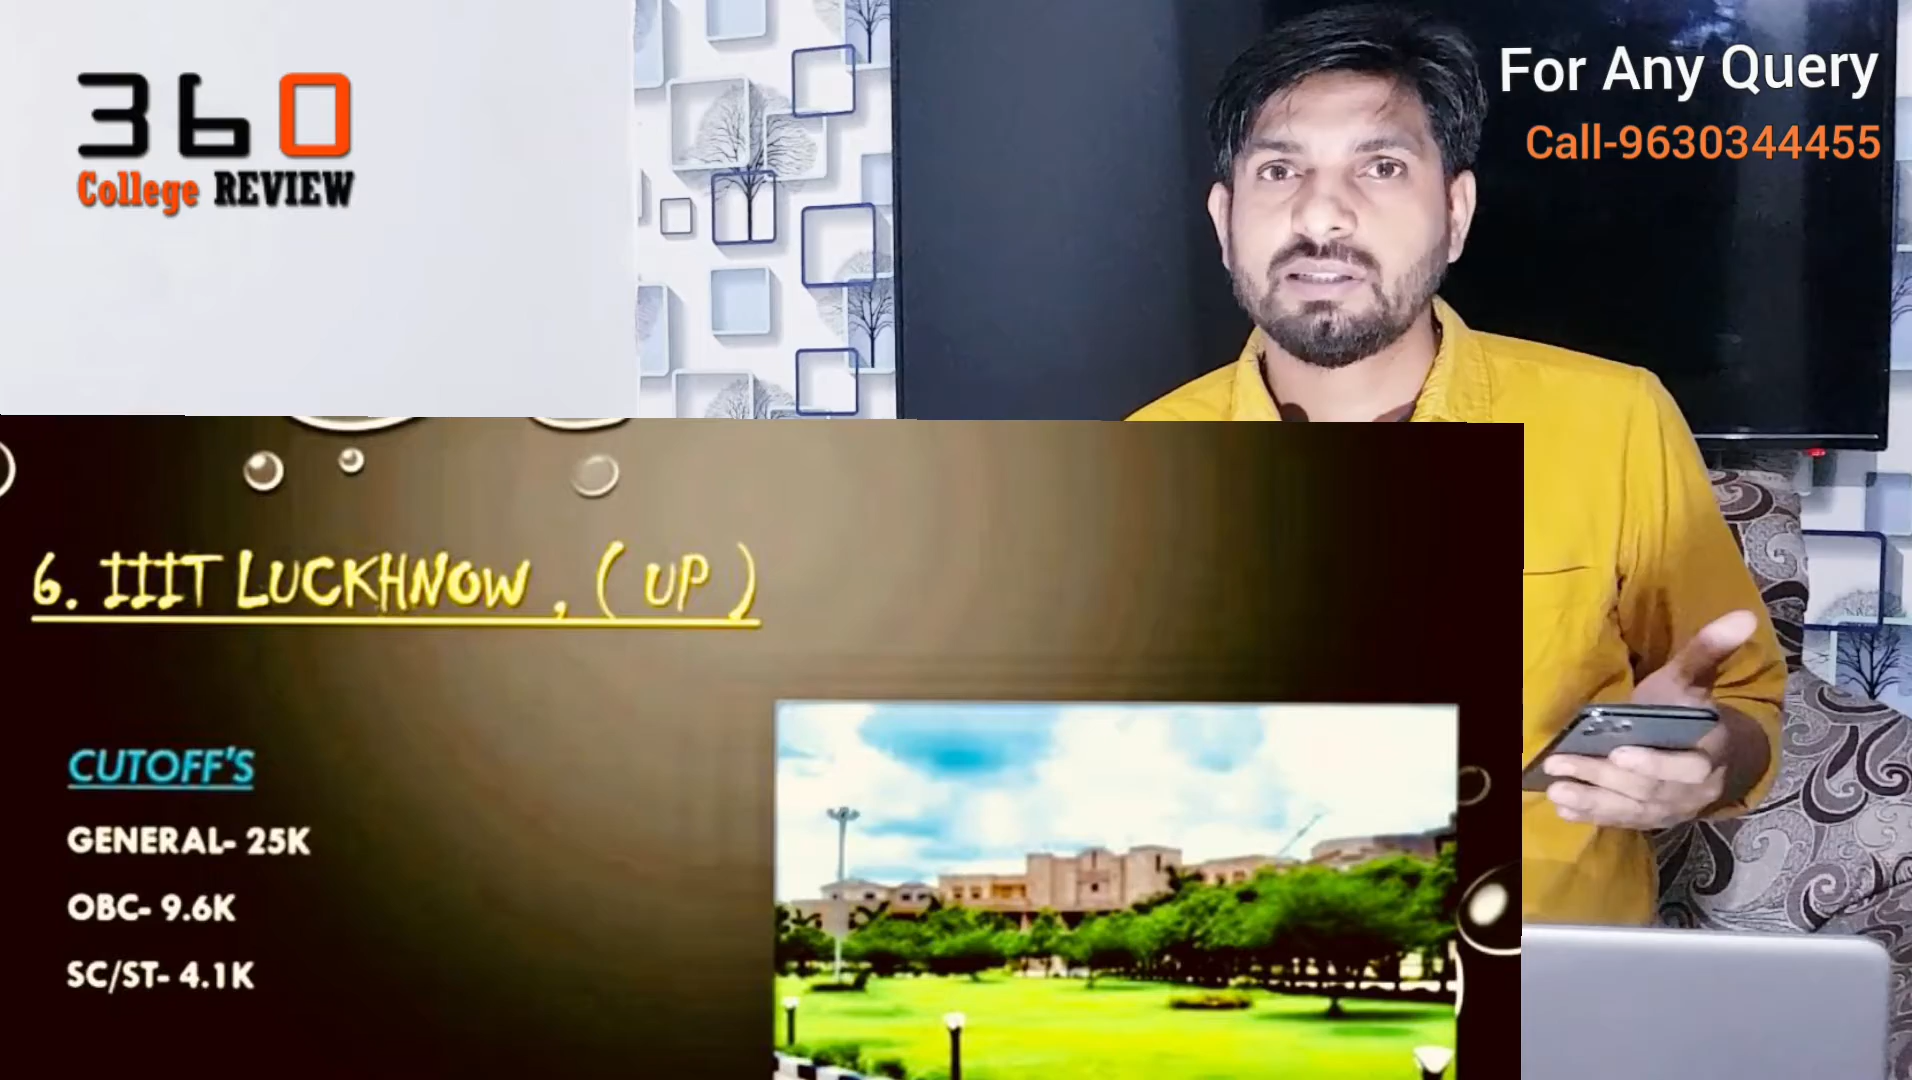 360
College REVIEW
For Any Query
Call-9630344455
6. IIIT LUCKHNOW , ( UP )
CUTOFF'S
GENERAL- 25K
OBC- 9.6K
SC/ST- 4.1K